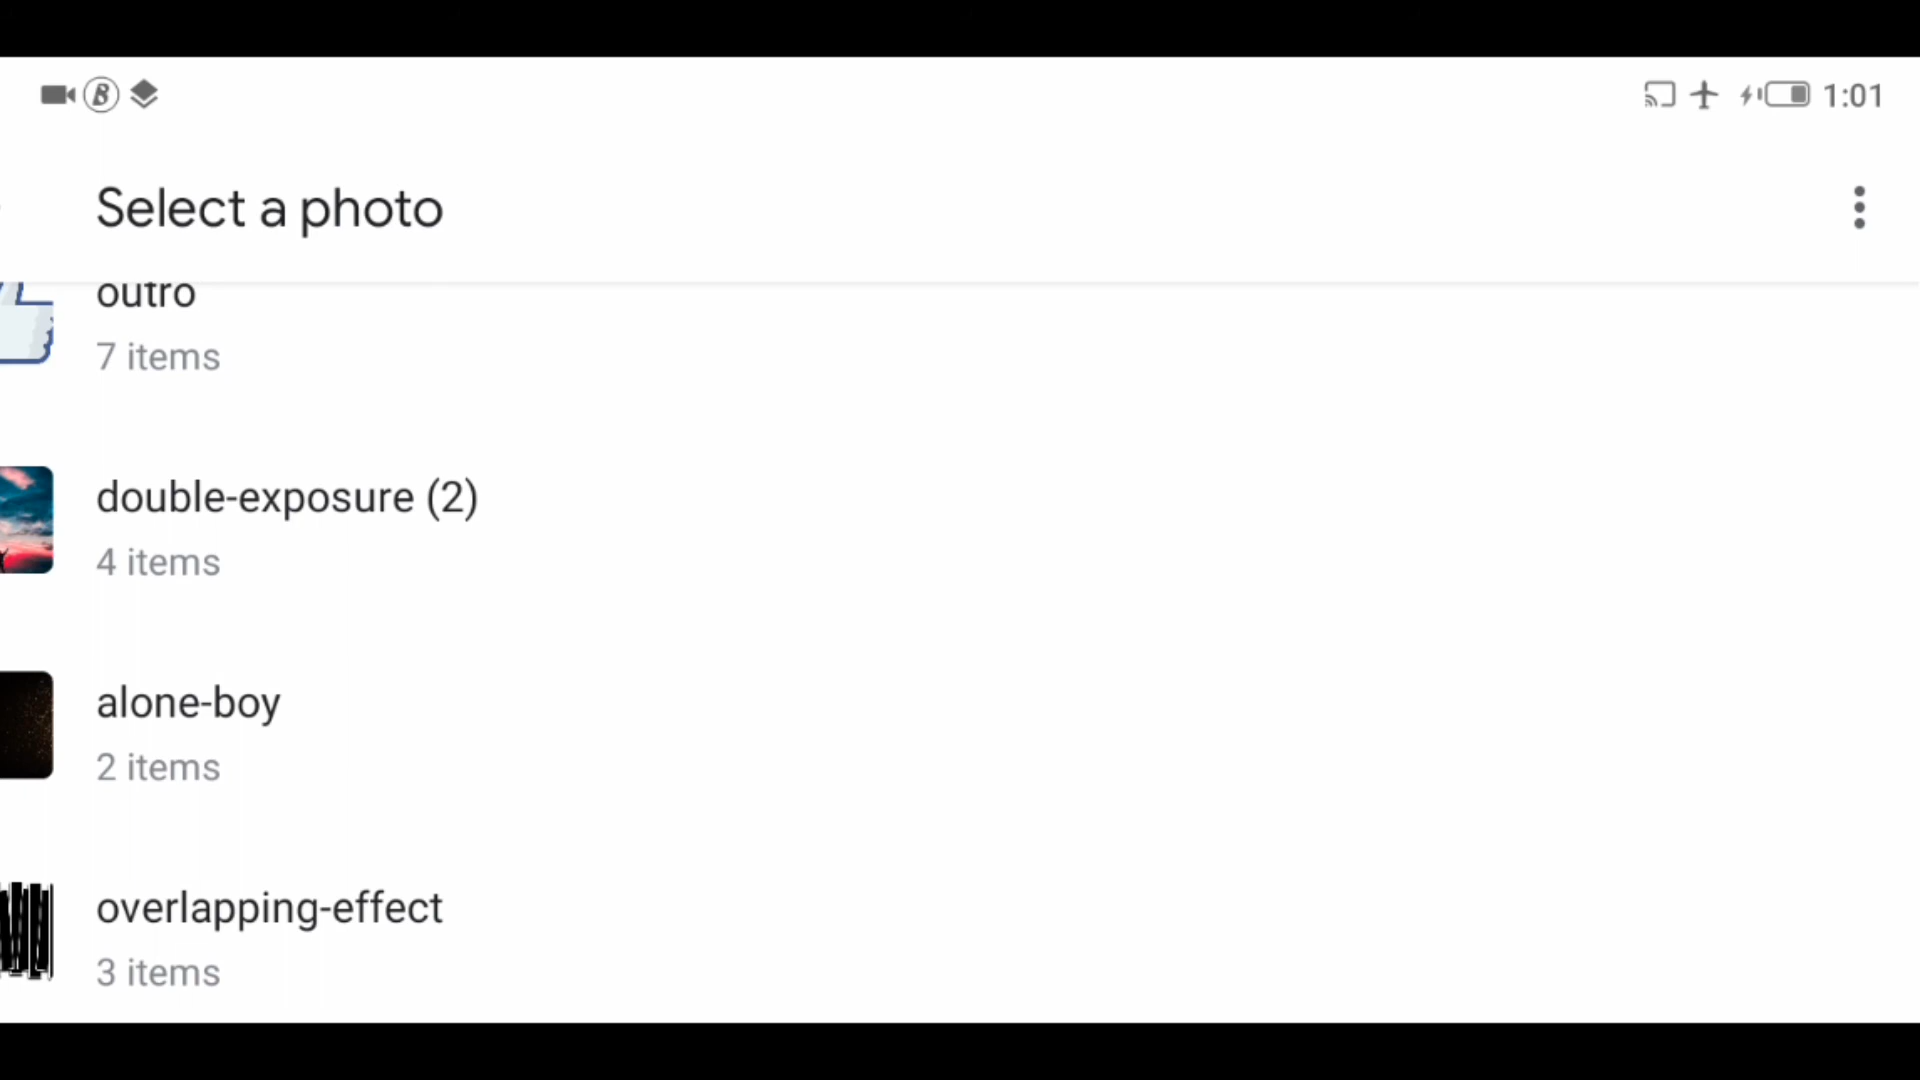 1:01
Select a photo
outro
7 items
double-exposure (2)
4 items
alone-boy
2 items
overlapping-effect
3 items